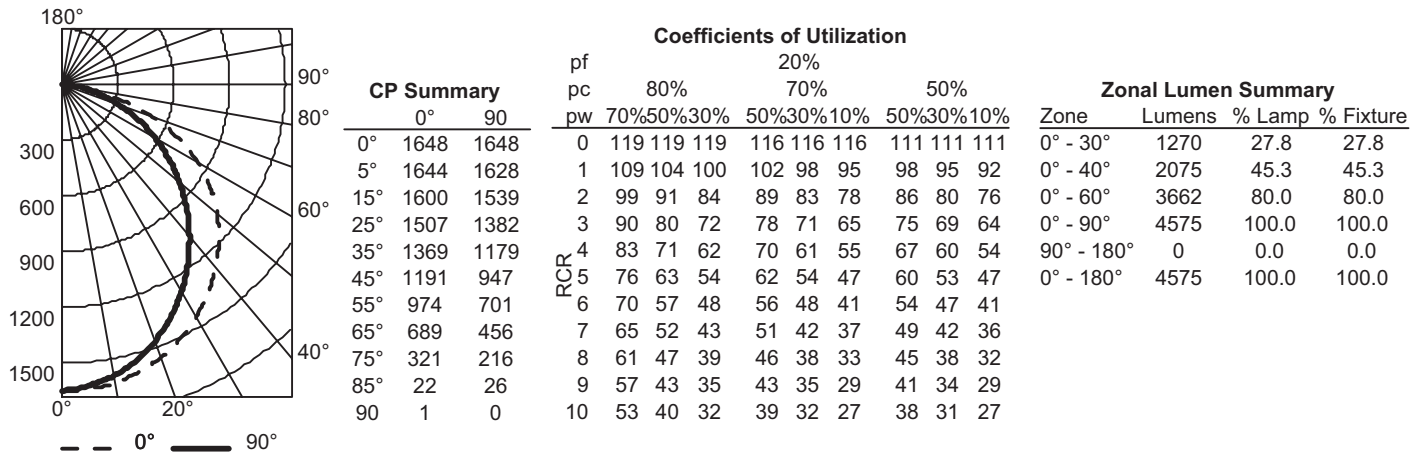 180°
90°
80°
60°
40°
300
600
900
1200
1500
0° 20°
0° 90°
CP Summary
0° 90
0° 1648 1648
5° 1644 1628
15° 1600 1539
25° 1507 1382
35° 1369 1179
45° 1191 947
55° 974 701
65° 689 456
75° 321 216
85° 22 26
90 1 0
Coefficients of Utilization
pf 20%
pc 80% 70% 50%
pw 70%50%30% 50%30%10% 50%30%10%
RCR
0 119 119 119 116 116 116 111 111 111
1 109 104 100 102 98 95 98 95 92
2 99 91 84 89 83 78 86 80 76
3 90 80 72 78 71 65 75 69 64
4 83 71 62 70 61 55 67 60 54
5 76 63 54 62 54 47 60 53 47
6 70 57 48 56 48 41 54 47 41
7 65 52 43 51 42 37 49 42 36
8 61 47 39 46 38 33 45 38 32
9 57 43 35 43 35 29 41 34 29
10 53 40 32 39 32 27 38 31 27
Zonal Lumen Summary
Zone Lumens % Lamp % Fixture
0° - 30° 1270 27.8 27.8
0° - 40° 2075 45.3 45.3
0° - 60° 3662 80.0 80.0
0° - 90° 4575 100.0 100.0
90° - 180° 0 0.0 0.0
0° - 180° 4575 100.0 100.0